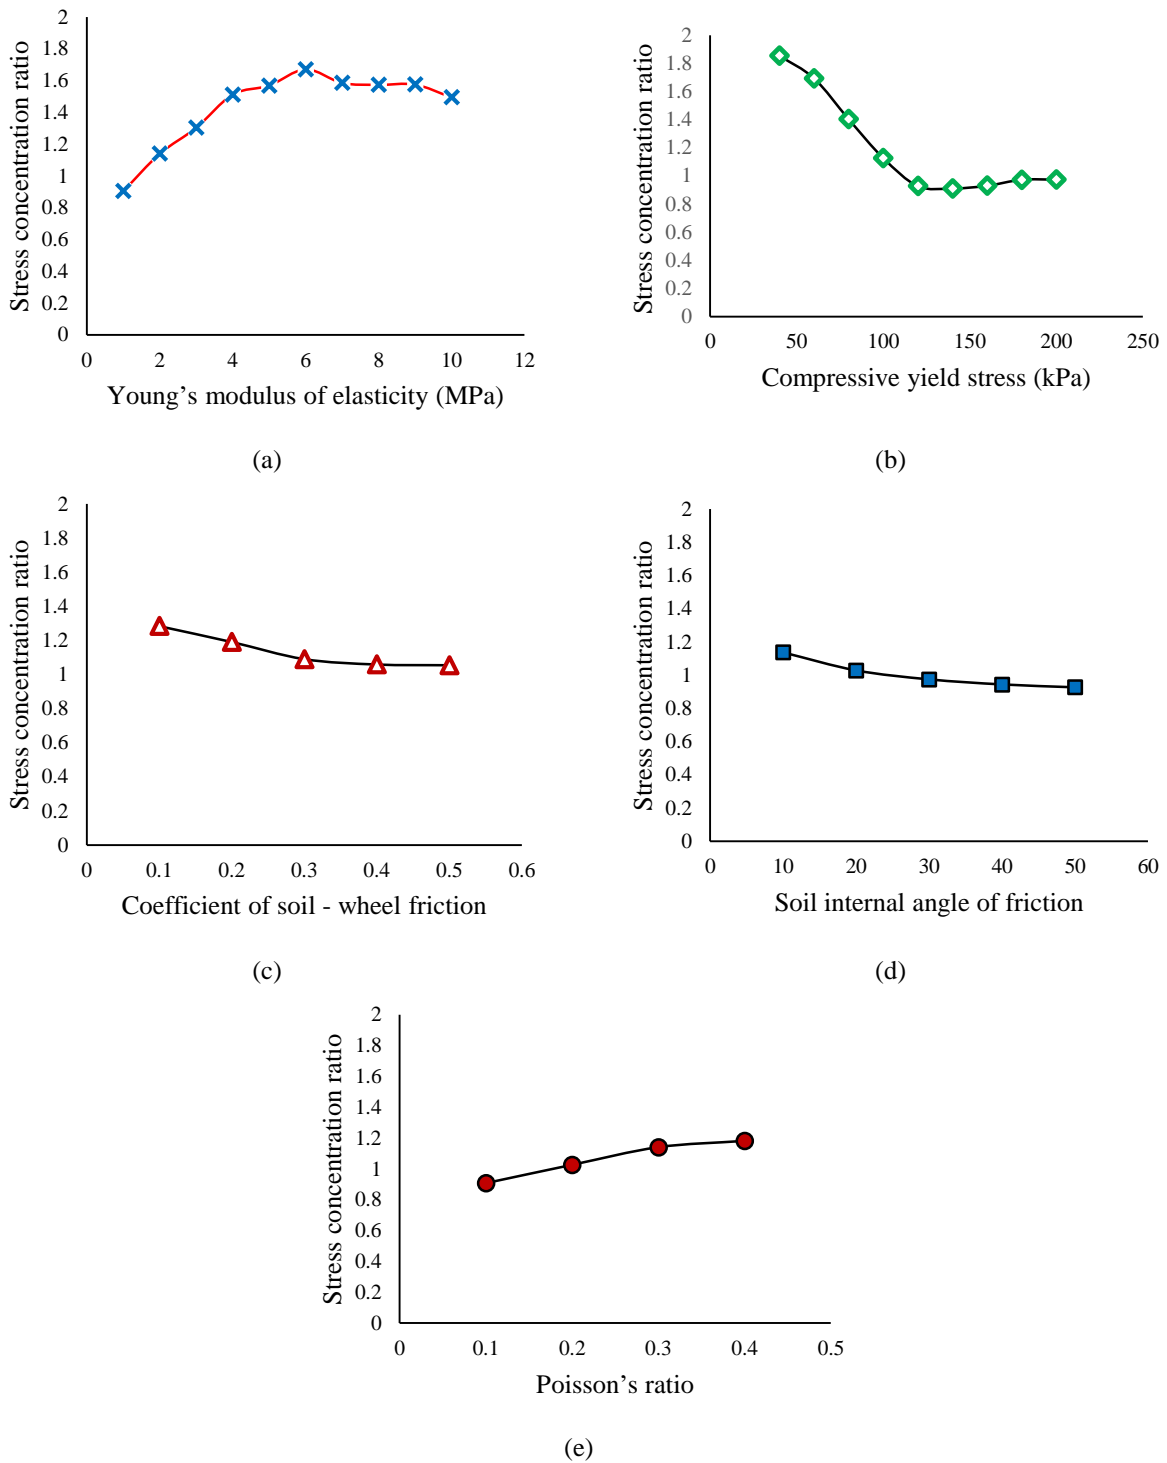 Stress concentration ratio
2
1.8
1.6
1.4
1.2
1
0.8
0.6
0.4
0.2
0
0 2 4 6 8 10 12
Young’s modulus of elasticity (MPa)
(a)
Stress concentration ratio
2
1.8
1.6
1.4
1.2
1
0.8
0.6
0.4
0.2
0
0 50 100 150 200 250
Compressive yield stress (kPa)
(b)
Stress concentration ratio
2
1.8
1.6
1.4
1.2
1
0.8
0.6
0.4
0.2
0
0 0.1 0.2 0.3 0.4 0.5 0.6
Coefficient of soil - wheel friction
(c)
Stress concentration ratio
2
1.8
1.6
1.4
1.2
1
0.8
0.6
0.4
0.2
0
0 10 20 30 40 50 60
Soil internal angle of friction
(d)
Stress concentration ratio
2
1.8
1.6
1.4
1.2
1
0.8
0.6
0.4
0.2
0
0 0.1 0.2 0.3 0.4 0.5
Poisson’s ratio
(e)